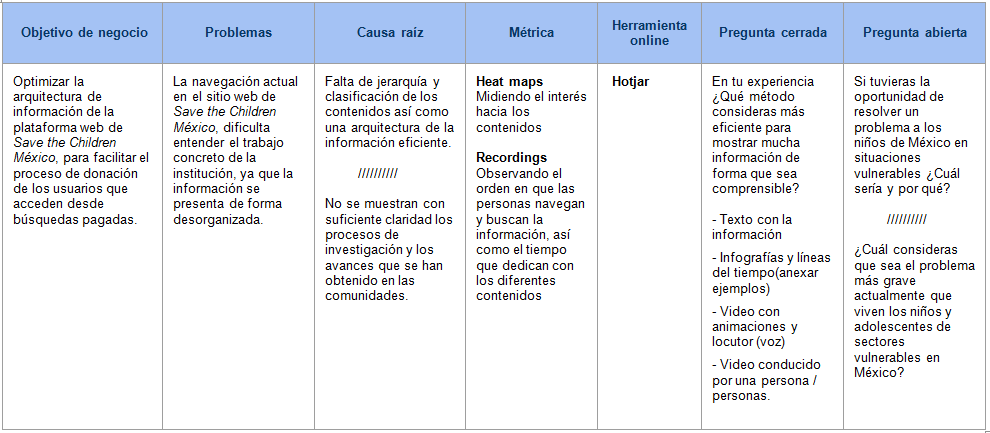 Objetivo de negocio
Problemas
Causa raíz
Métrica
Herramienta
online
Pregunta cerrada
Pregunta abierta
Optimizar la
arquitectura de
información de la
plataforma web de
Save the Children
México, para facilitar el
proceso de donación
de los usuarios que
acceden desde
búsquedas pagadas.
La navegación actual
en el sitio web de
Save the Children
México, dificulta
entender el trabajo
concreto de la
institución, ya que la
información se
presenta de forma
desorganizada.
Falta de jerarquía y
clasificación de los
contenidos así como
una arquitectura de la
información eficiente.
//////////
No se muestran con
suficiente claridad los
procesos de
investigación y los
avances que se han
obtenido en las
comunidades.
Heat maps
Midiendo el interés
hacia los
contenidos
Recordings
Observando el
orden en que las
personas navegan
y buscan la
información, así
como el tiempo
que dedican con
los diferentes
contenidos
Hotjar
En tu experiencia
¿Qué método
consideras más
eficiente para
mostrar mucha
información de
forma que sea
comprensible?
- Texto con la
información
- Infografías y líneas
del tiempo(anexar
ejemplos)
- Video con
animaciones y
locutor (voz)
- Video conducido
por una persona /
personas.
Si tuvieras la
oportunidad de
resolver un
problema a los
niños de México en
situaciones
vulnerables ¿Cuál
sería y por qué?
//////////
¿Cuál consideras
que sea el problema
más grave
actualmente que
viven los niños y
adolescentes de
sectores
vulnerables en
México?